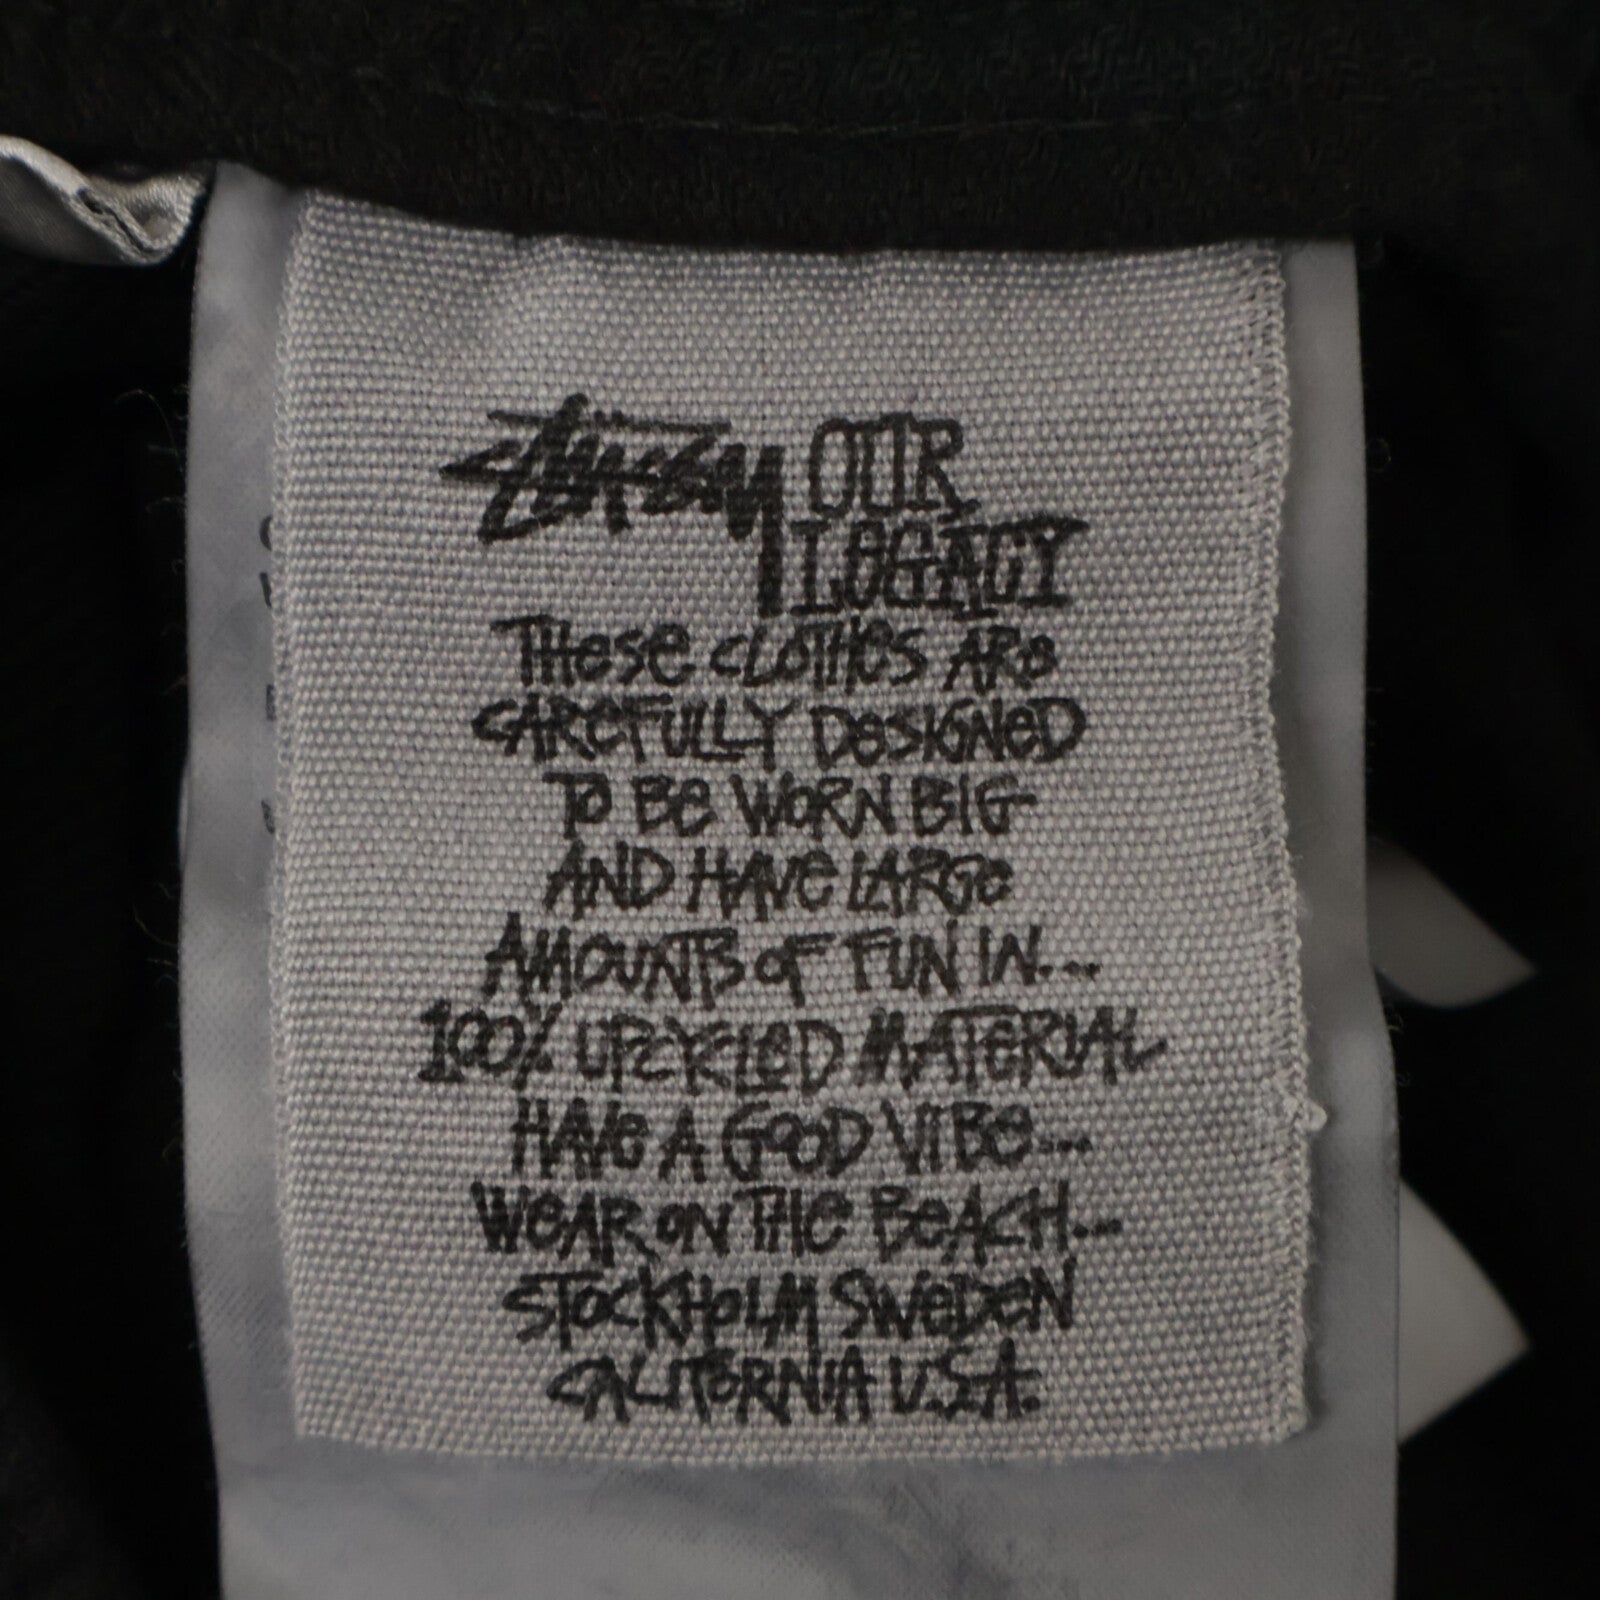 Stüssy OUR
LEGACY
THESE CLOTHES ARE
CAREFULLY DESIGNED
TO BE WORN BIG
AND HAVE LARGE
AMOUNTS OF FUN IN...
100% UPCYCLED MATERIAL
HAVE A GOOD VIBE...
WEAR ON THE BEACH...
STOCKHOLM SWEDEN
CALIFORNIA U.S.A.